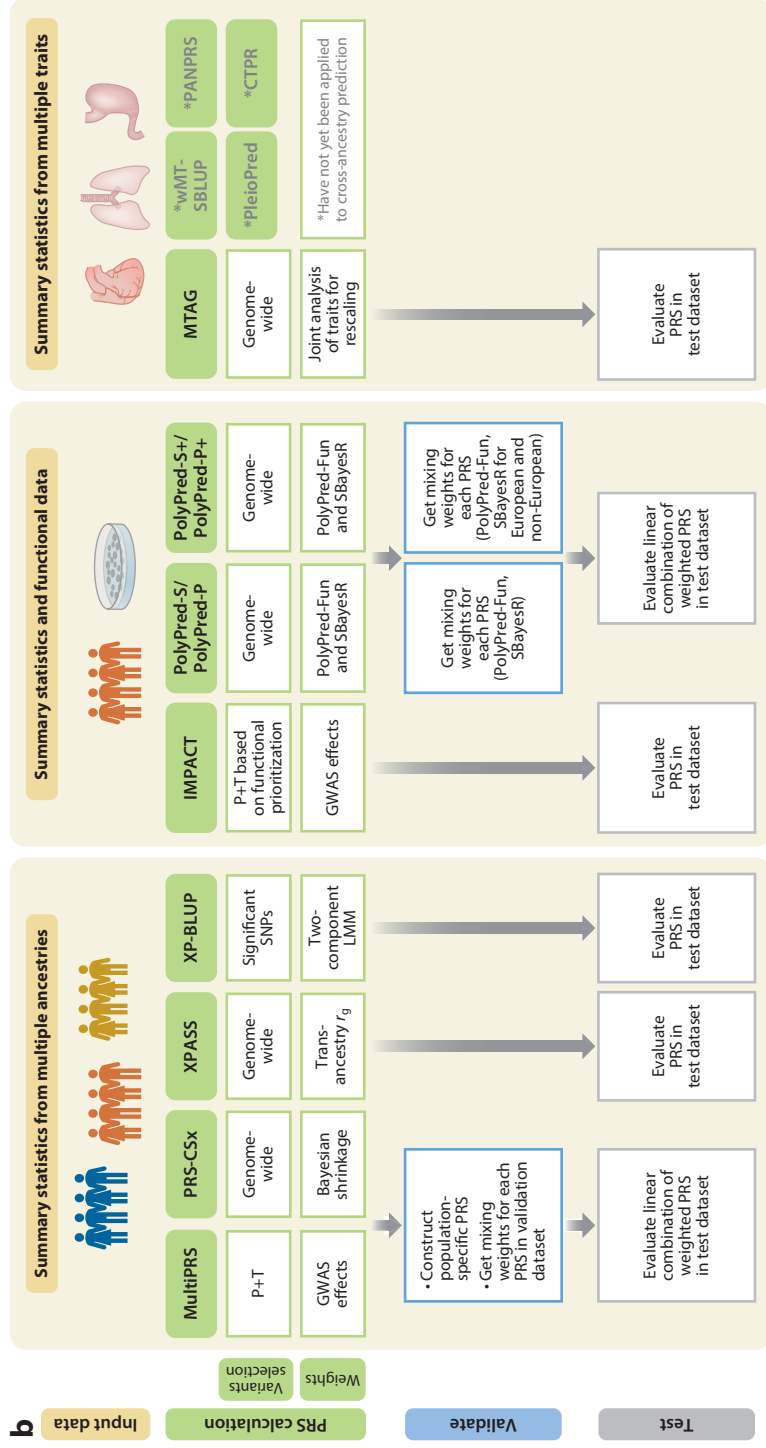 b
Input data
PRS calculation
Variants
selection
Weights
Validate
Test
Summary statistics from multiple ancestries
MultiPRS
PRS-CSx
XPASS
XP-BLUP
P+T
Genome-
wide
Genome-
wide
Significant
SNPs
GWAS
effects
Bayesian
shrinkage
Trans-
ancestry rg
Two-
component
LMM
• Construct
population-
specific PRS
• Get mixing
weights for each
PRS in validation
dataset
Evaluate linear
combination of
weighted PRS
in test dataset
Evaluate
PRS in
test dataset
Evaluate
PRS in
test dataset
Summary statistics and functional data
IMPACT
PolyPred-S/
PolyPred-P
PolyPred-S+/
PolyPred-P+
P+T based
on functional
prioritization
Genome-
wide
Genome-
wide
GWAS effects
PolyPred-Fun
and SBayesR
PolyPred-Fun
and SBayesR
Get mixing
weights for
each PRS
(PolyPred-Fun,
SBayesR)
Get mixing
weights for
each PRS
(PolyPred-Fun,
SBayesR for
European and
non-European)
Evaluate
PRS in
test dataset
Evaluate linear
combination of
weighted PRS
in test dataset
Summary statistics from multiple traits
MTAG
*wMT-
SBLUP
*PANPRS
Genome-
wide
*PleioPred
*CTPR
Joint analysis
of traits for
rescaling
*Have not yet been applied
to cross-ancestry prediction
Evaluate
PRS in
test dataset